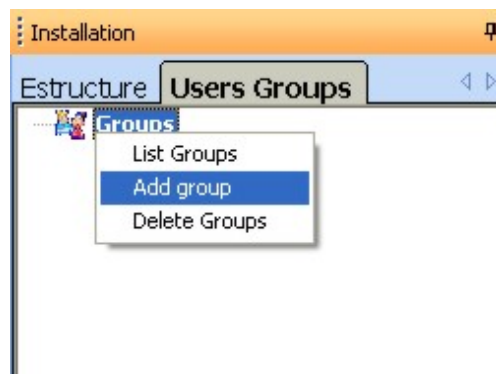 Installation
Estructure Users Groups
Groups
List Groups
Add group
Delete Groups